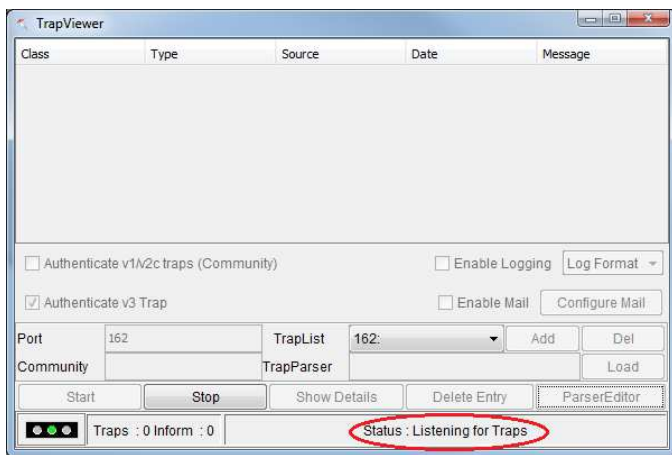 TrapViewer
Class Type Source Date Message
Authenticate v1/v2c traps (Community) Enable Logging Log Format
Authenticate v3 Trap Enable Mail Configure Mail
Port 162 TrapList 162: Add Del
Community TrapParser Load
Start Stop Show Details Delete Entry ParserEditor
Traps : 0 Inform : 0 Status : Listening for Traps